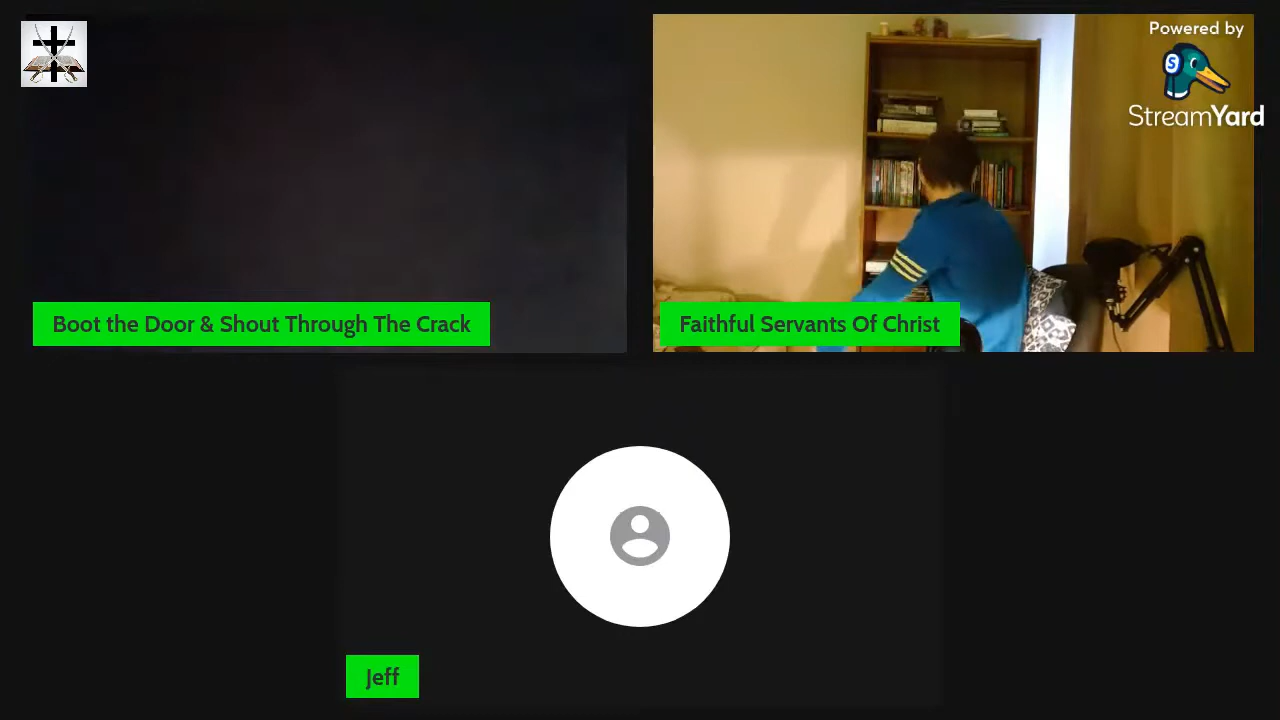 Powered by
S
StreamYard
Boot the Door & Shout Through The Crack
Faithful Servants Of Christ
Jeff